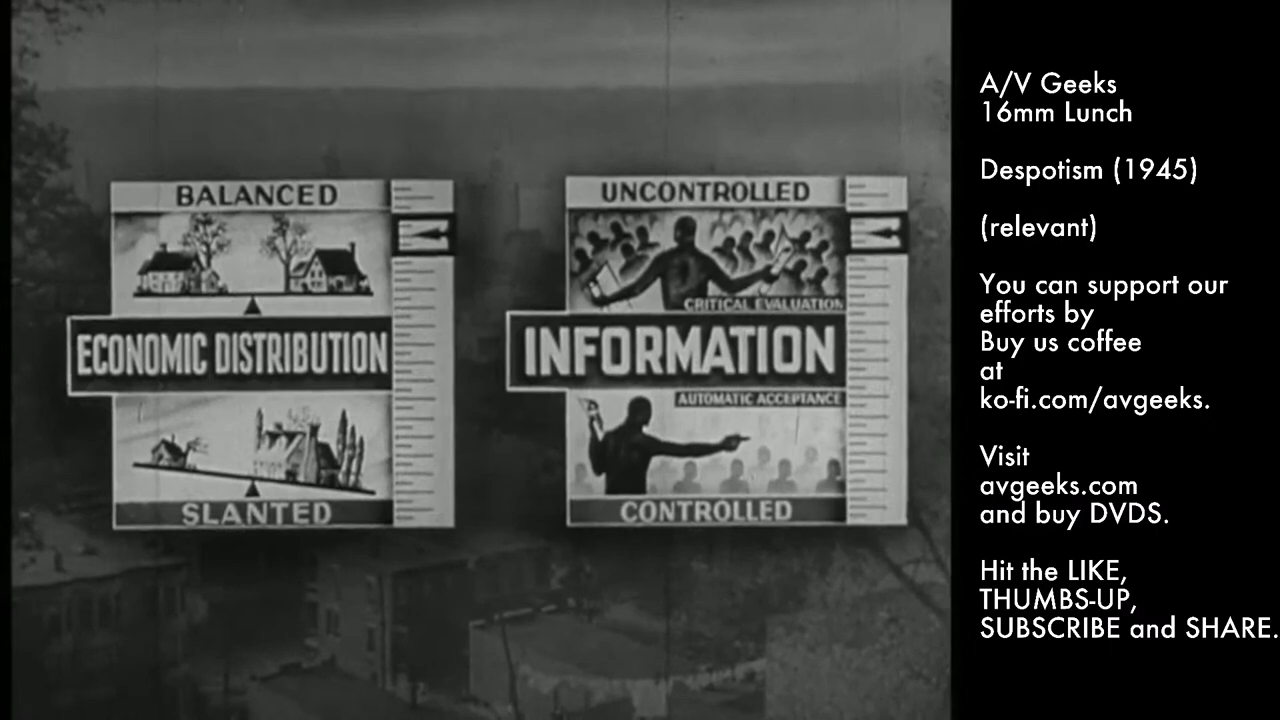 BALANCED
ECONOMIC DISTRIBUTION
SLANTED
UNCONTROLLED
CRITICAL EVALUATION
INFORMATION
AUTOMATIC ACCEPTANCE
CONTROLLED
A/V Geeks
16mm Lunch
Despotism (1945)
(relevant)
You can support our
efforts by
Buy us coffee
at
ko-fi.com/avgeeks.
Visit
avgeeks.com
and buy DVDS.
Hit the LIKE,
THUMBS-UP,
SUBSCRIBE and SHARE.